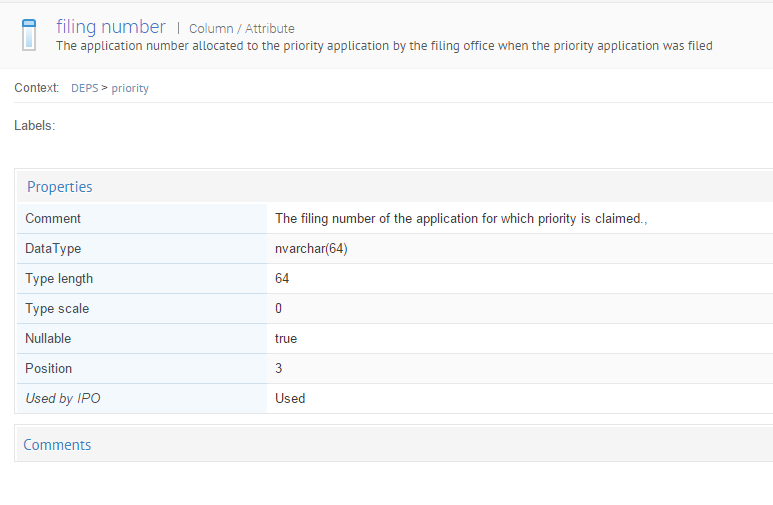 filing number | Column / Attribute
The application number allocated to the priority application by the filing office when the priority application was filed
Context: DEPS > priority
Labels:
Properties
Comment The filing number of the application for which priority is claimed.,
DataType nvarchar(64)
Type length 64
Type scale 0
Nullable true
Position 3
Used by IPO Used
Comments